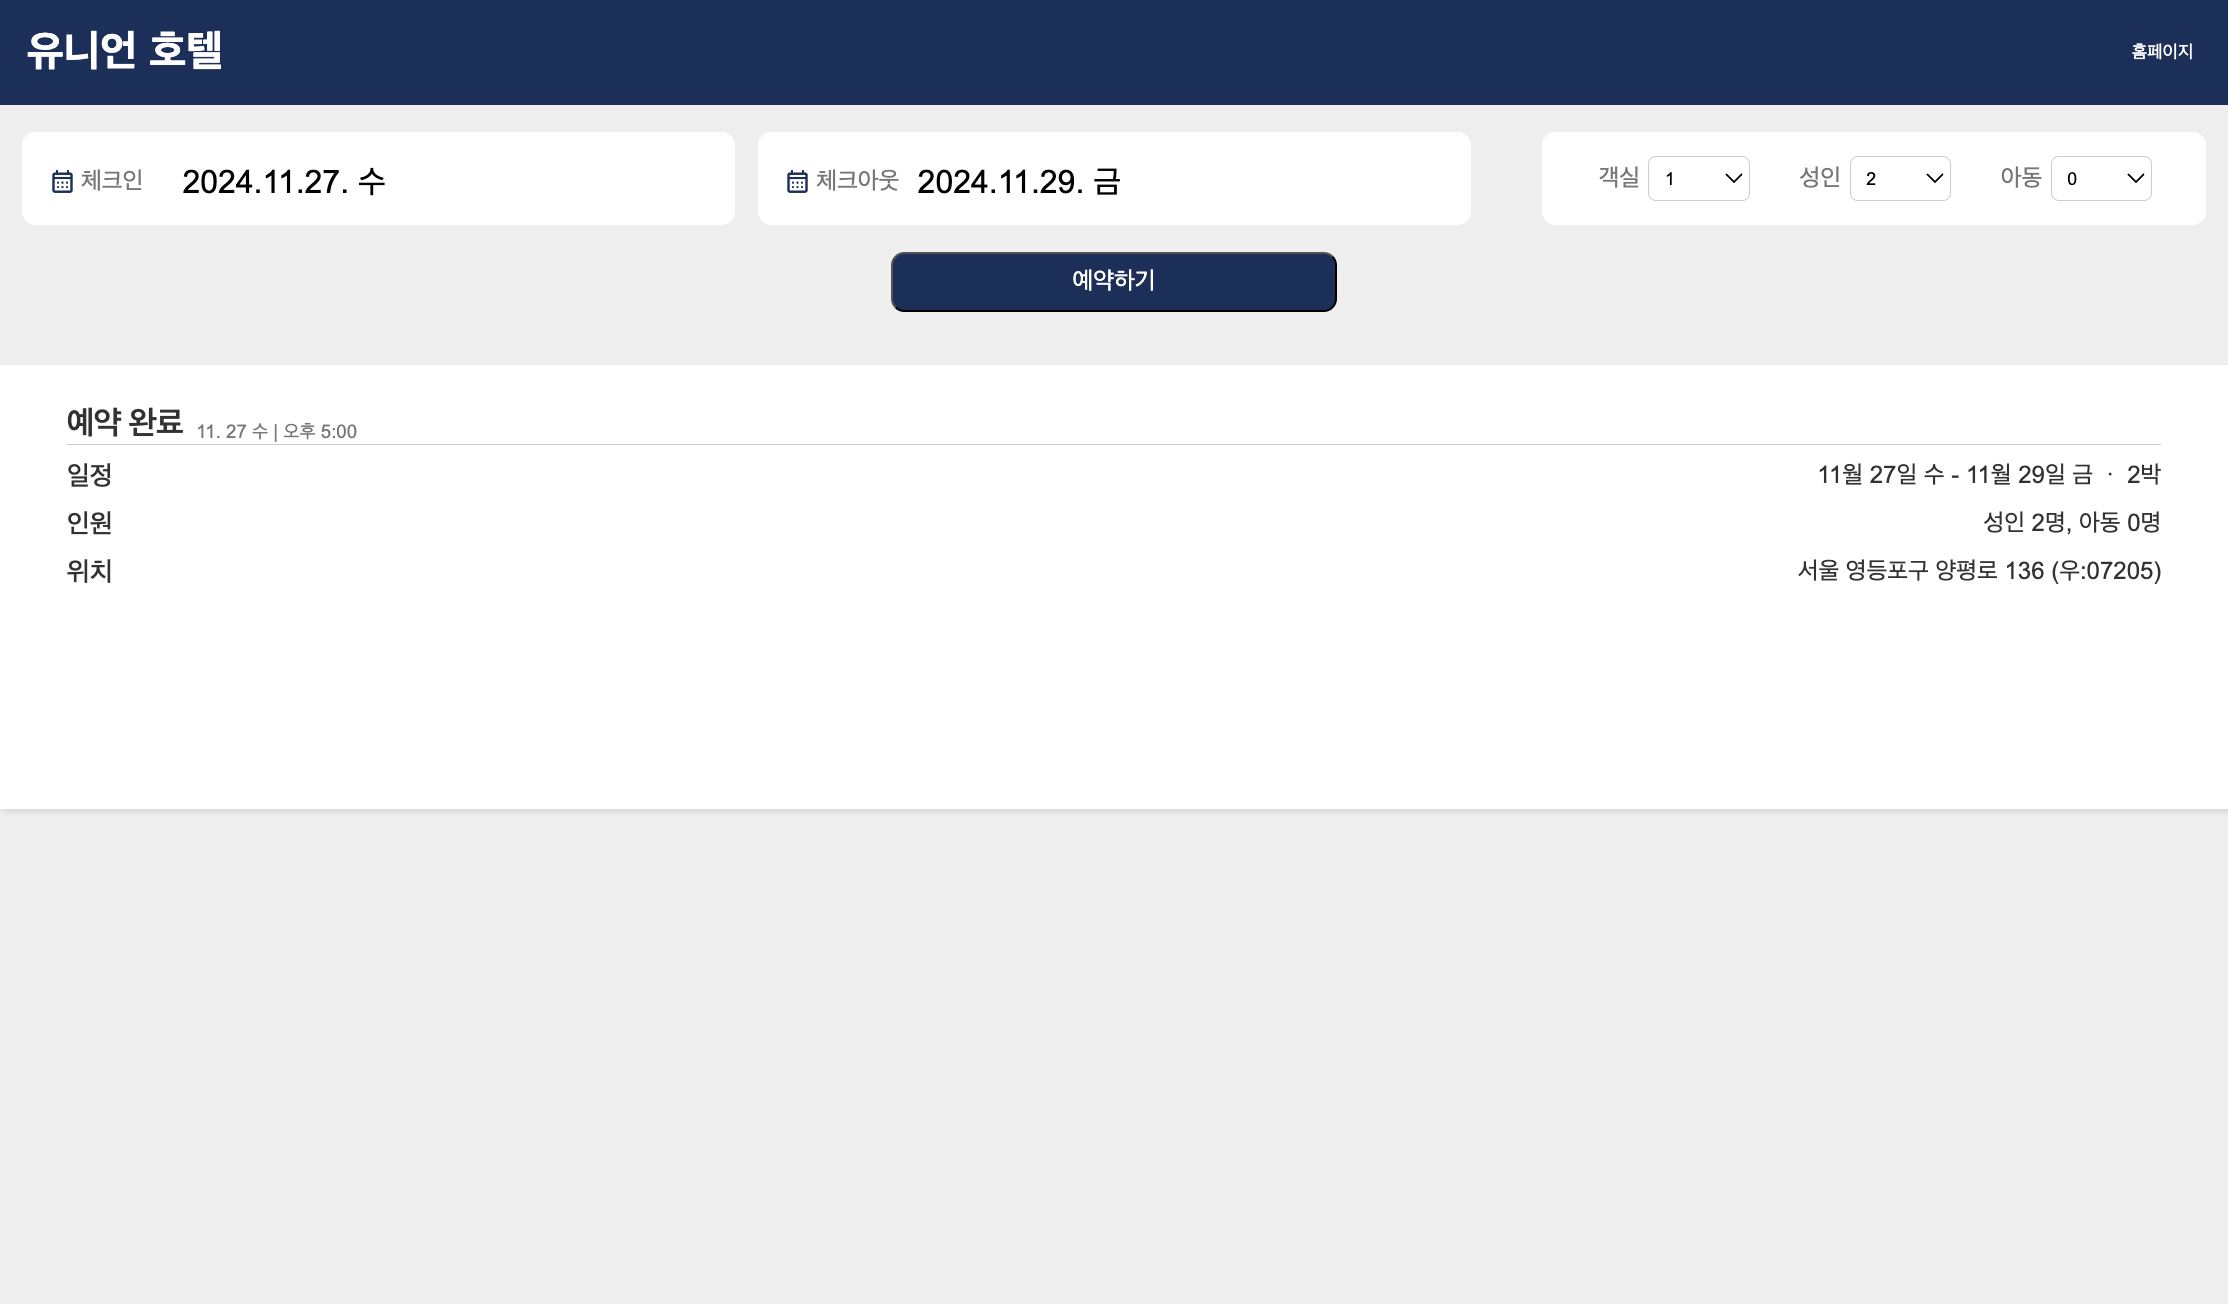 유니언 호텔
홈페이지
체크인 2024.11.27. 수
체크아웃 2024.11.29. 금
객실 1 성인 2 아동 0
예약하기
예약 완료 11. 27 수 | 오후 5:00
일정 11월 27일 수 - 11월 29일 금 · 2박
인원 성인 2명, 아동 0명
위치 서울 영등포구 양평로 136 (우:07205)